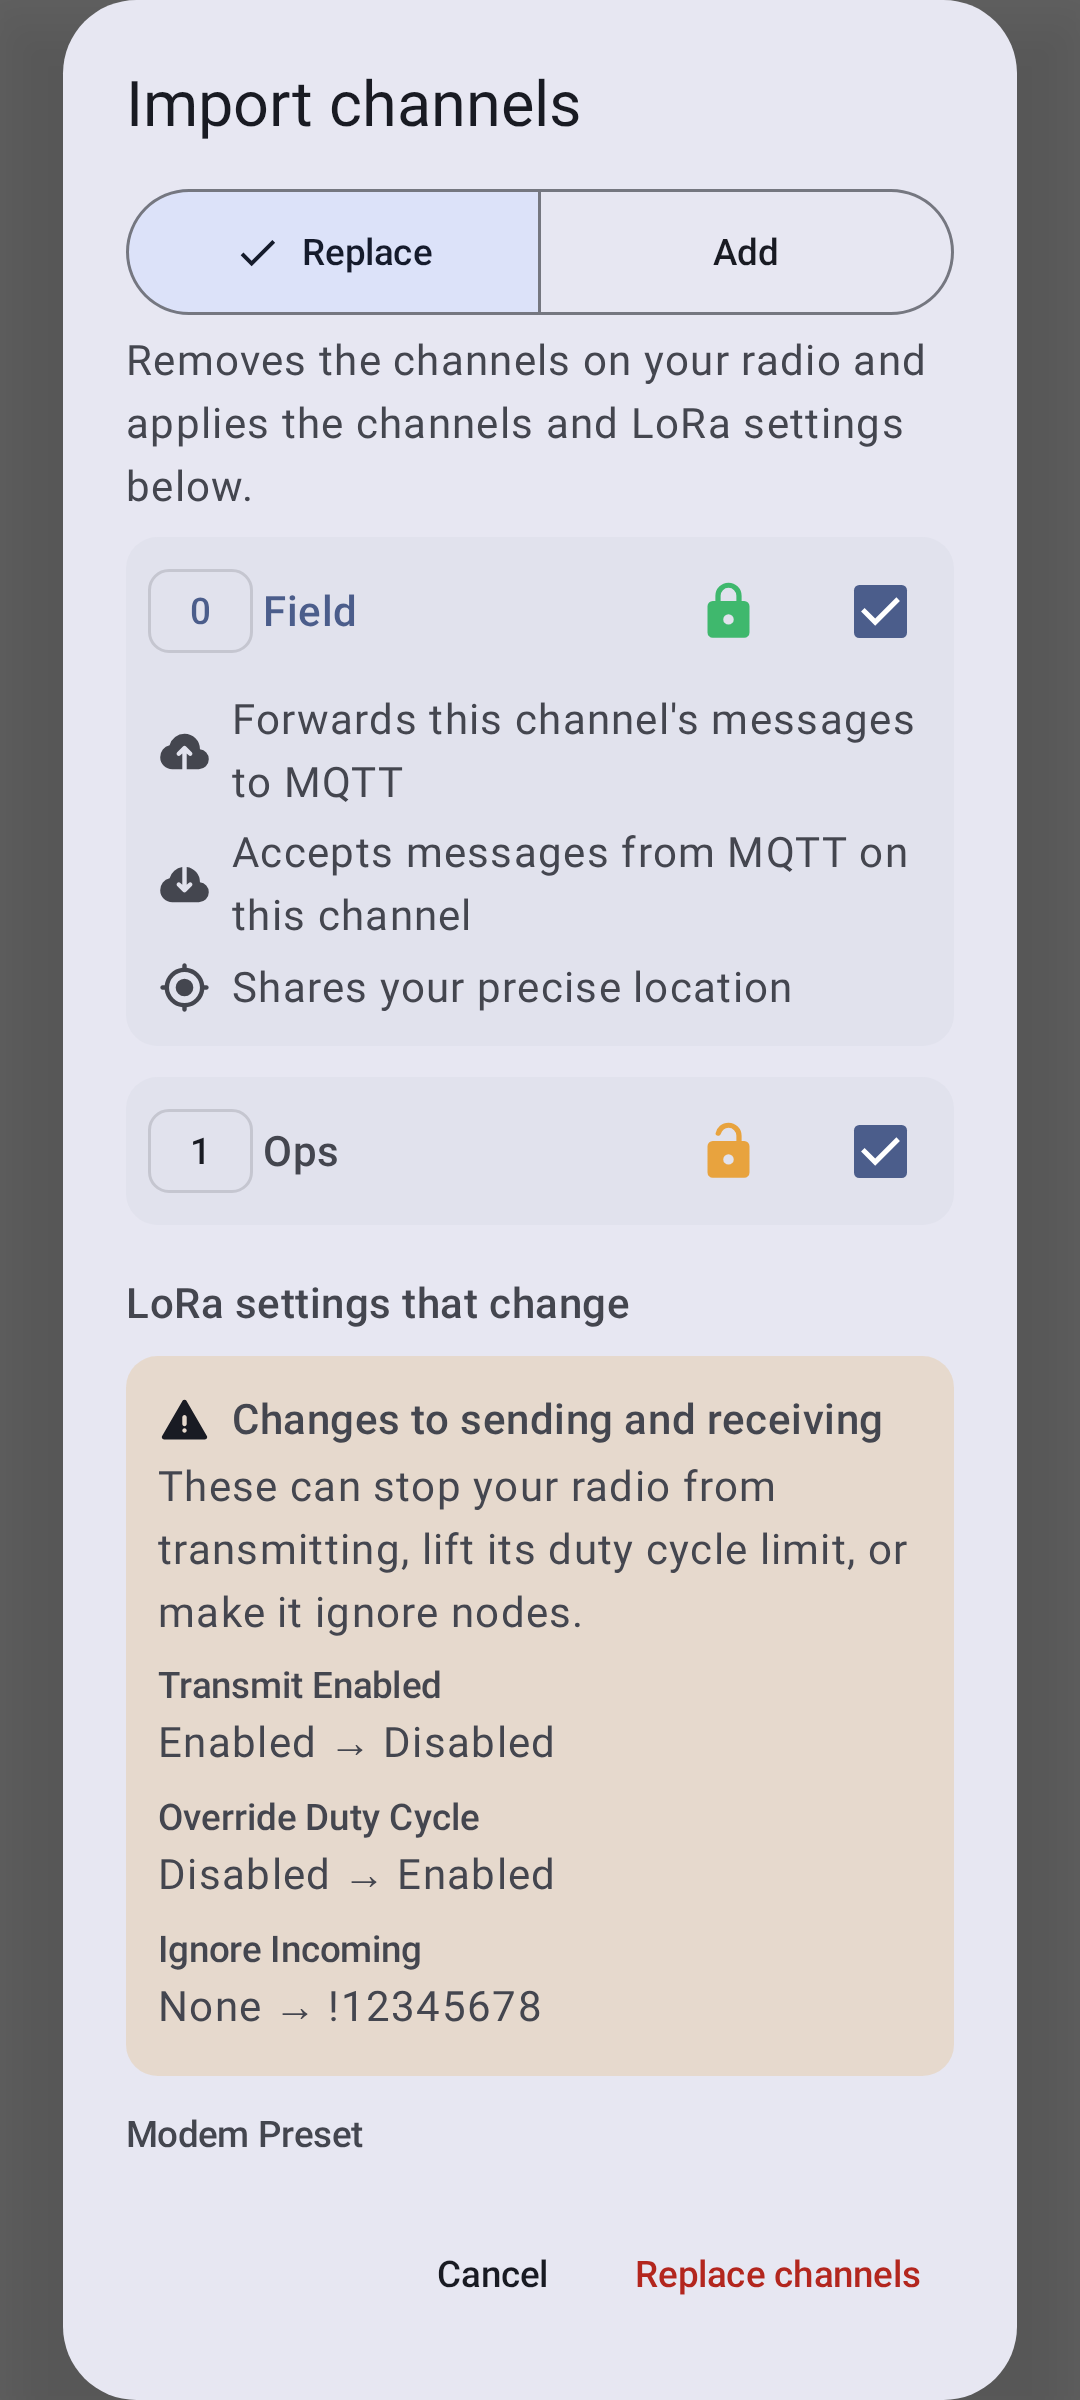 Import channels
Replace
Add
Removes the channels on your radio and
applies the channels and LoRa settings
below.
0
Field
Forwards this channel's messages
to MQTT
Accepts messages from MQTT on
this channel
Shares your precise location
1
Ops
LoRa settings that change
Changes to sending and receiving
These can stop your radio from
transmitting, lift its duty cycle limit, or
make it ignore nodes.
Transmit Enabled
Enabled → Disabled
Override Duty Cycle
Disabled → Enabled
Ignore Incoming
None → !12345678
Modem Preset
Cancel
Replace channels